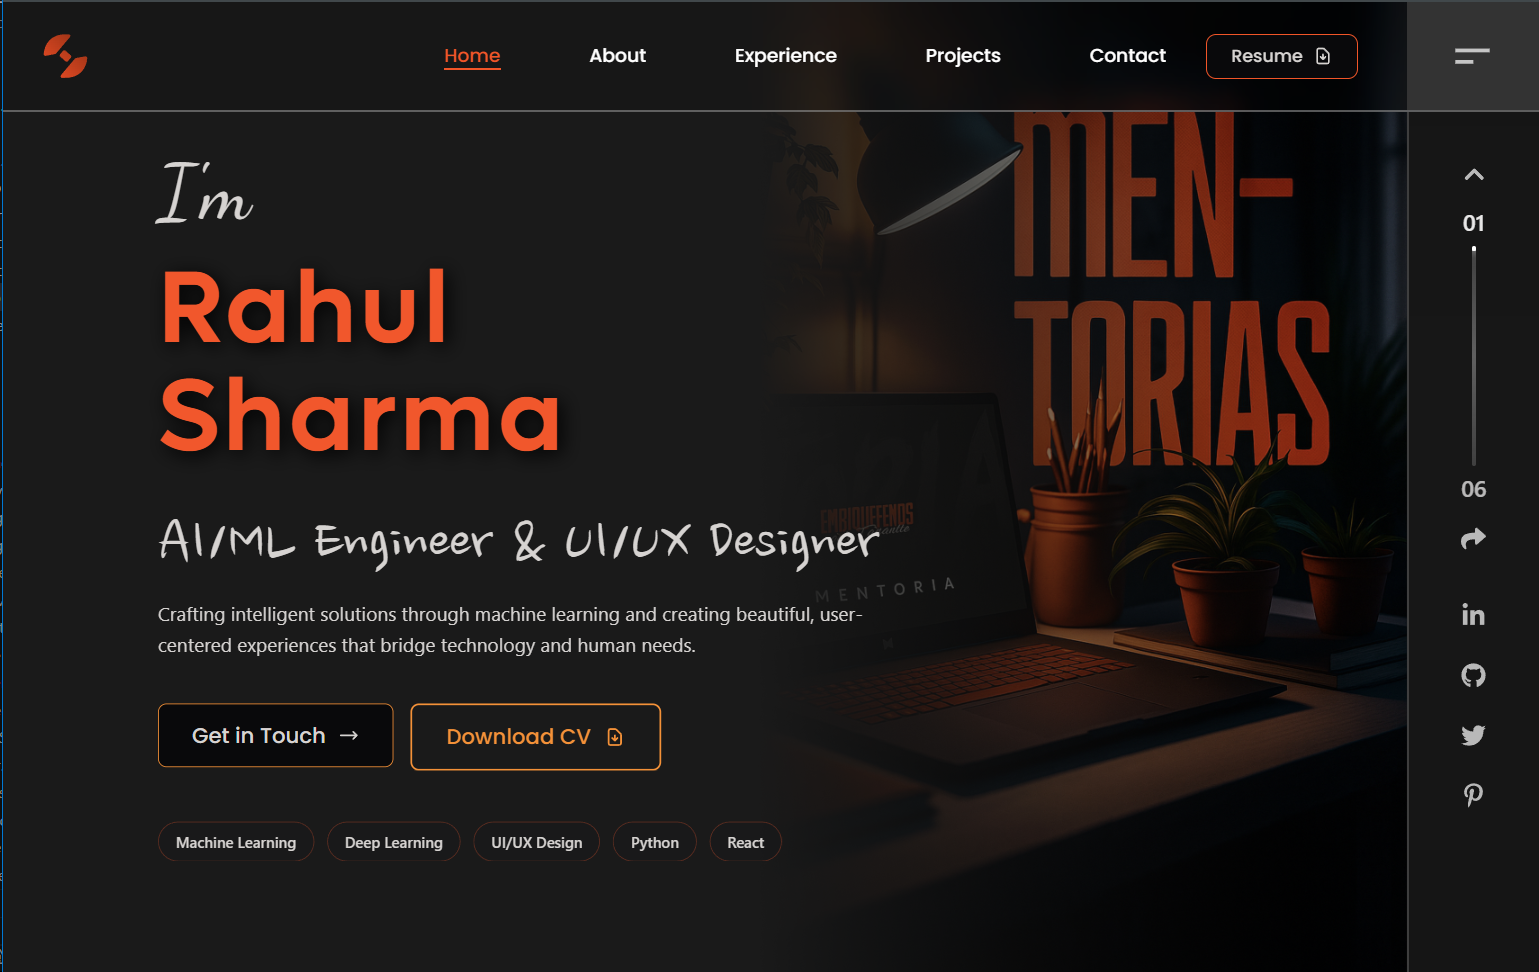 Home About Experience Projects Contact Resume
I'm
Rahul
Sharma
AI/ML Engineer & UI/UX Designer
Crafting intelligent solutions through machine learning and creating beautiful, user-
centered experiences that bridge technology and human needs.
Get in Touch → Download CV
Machine Learning Deep Learning UI/UX Design Python React
MEN-
TORIAS
MENTORIA
01
06
in